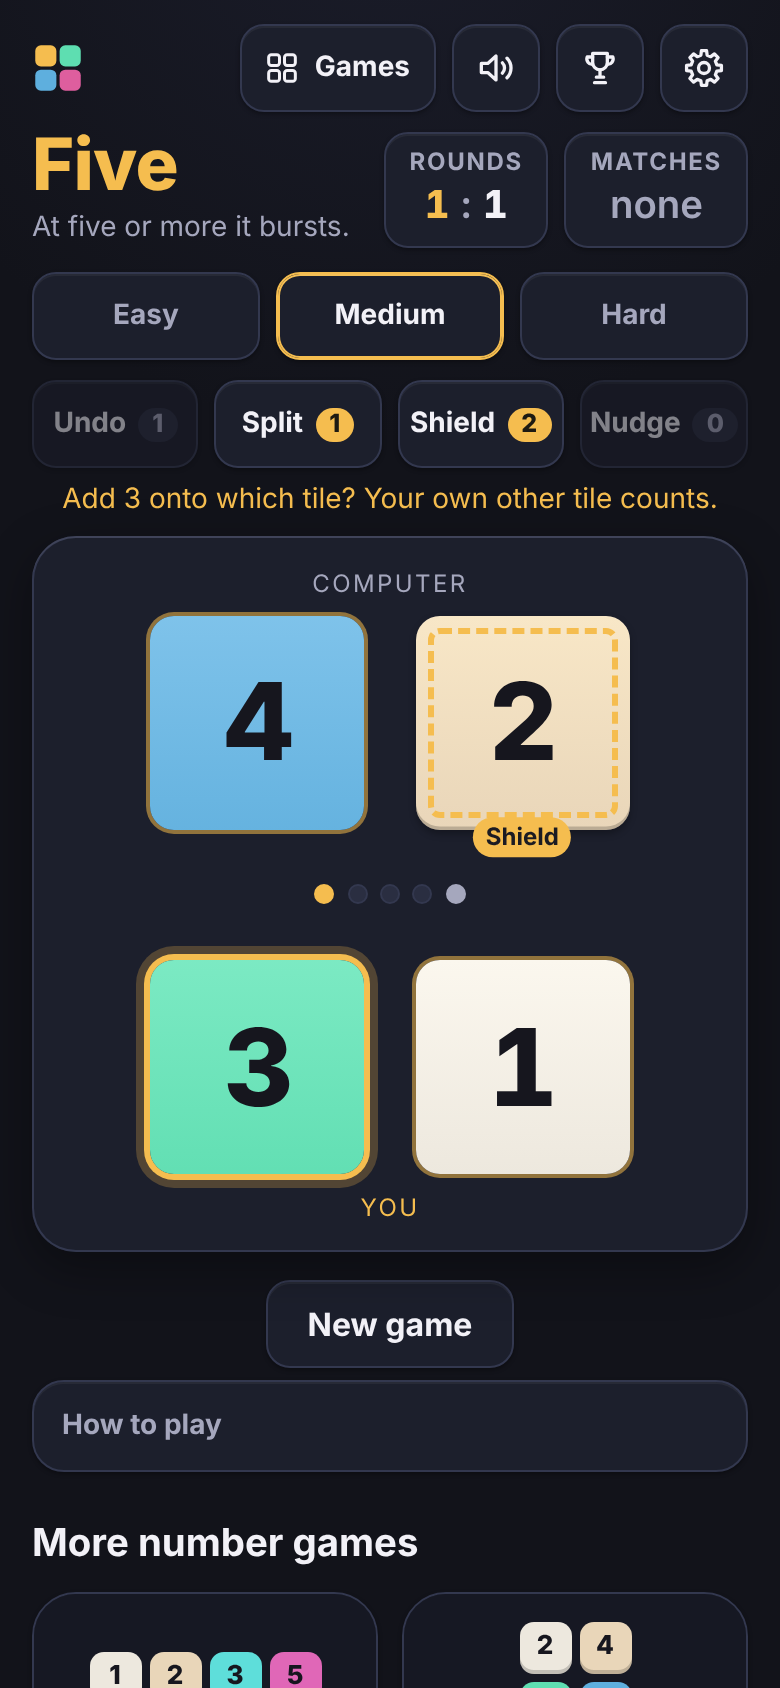 Games
Five
At five or more it bursts.
ROUNDS
1 : 1
MATCHES
none
Easy
Medium
Hard
Undo 1
Split 1
Shield 2
Nudge 0
Add 3 onto which tile? Your own other tile counts.
COMPUTER
4
2
Shield
3
1
YOU
New game
How to play
More number games
1 2 3 5
2 4